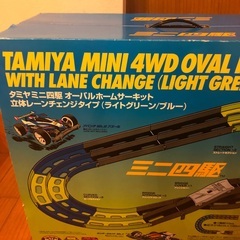 TAMIYA MINI 4WD OVAL
WITH LANE CHANGE (LIGHT GRE
タミヤミニ四駆 オーバルホームサーキット
立体レーンチェンジタイプ（ライトグリーン/ブルー）
ミニ四駆